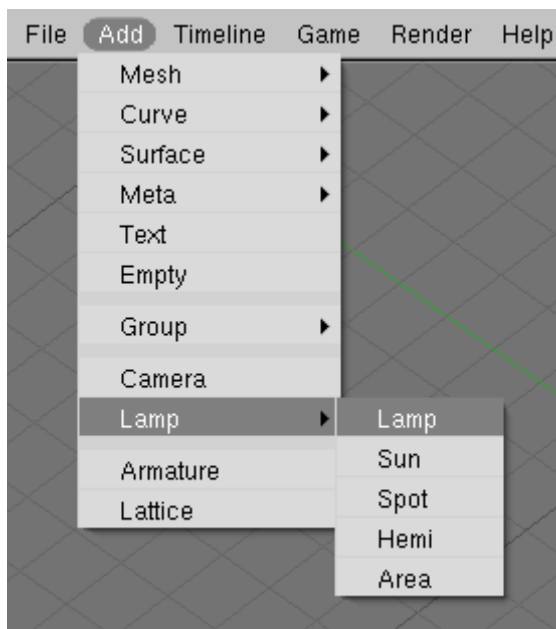 File Add Timeline Game Render Help
Mesh
Curve
Surface
Meta
Text
Empty
Group
Camera
Lamp
Armature
Lattice
Lamp
Sun
Spot
Hemi
Area